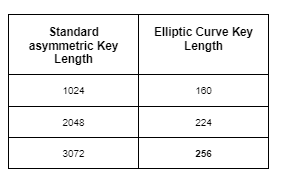 Standard asymmetric Key Length
Elliptic Curve Key Length
1024 160
2048 224
3072 256